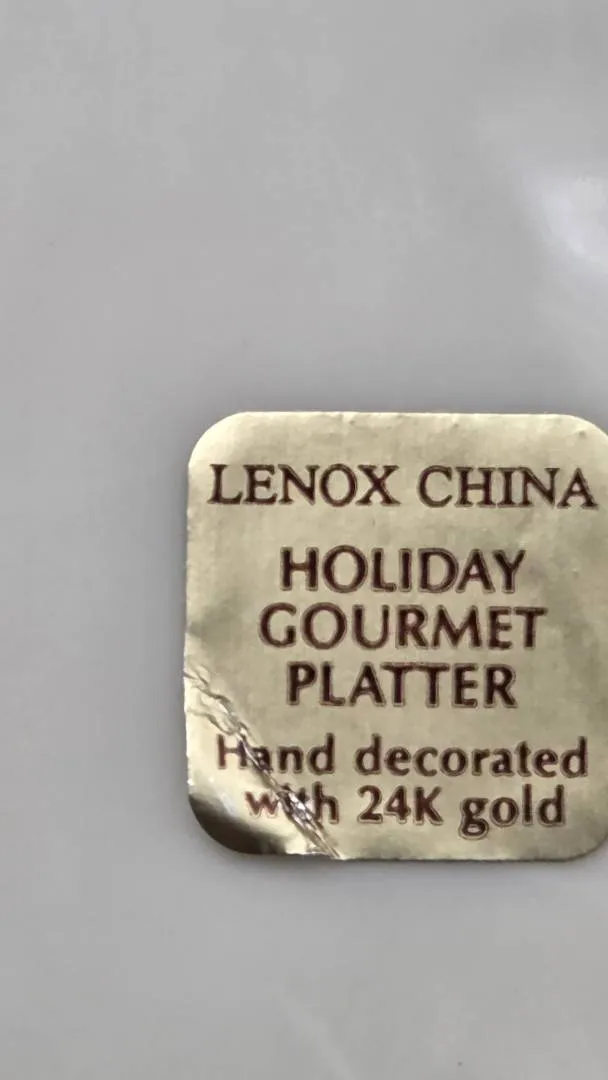 LENOX CHINA
HOLIDAY
GOURMET
PLATTER
Hand decorated
with 24K gold